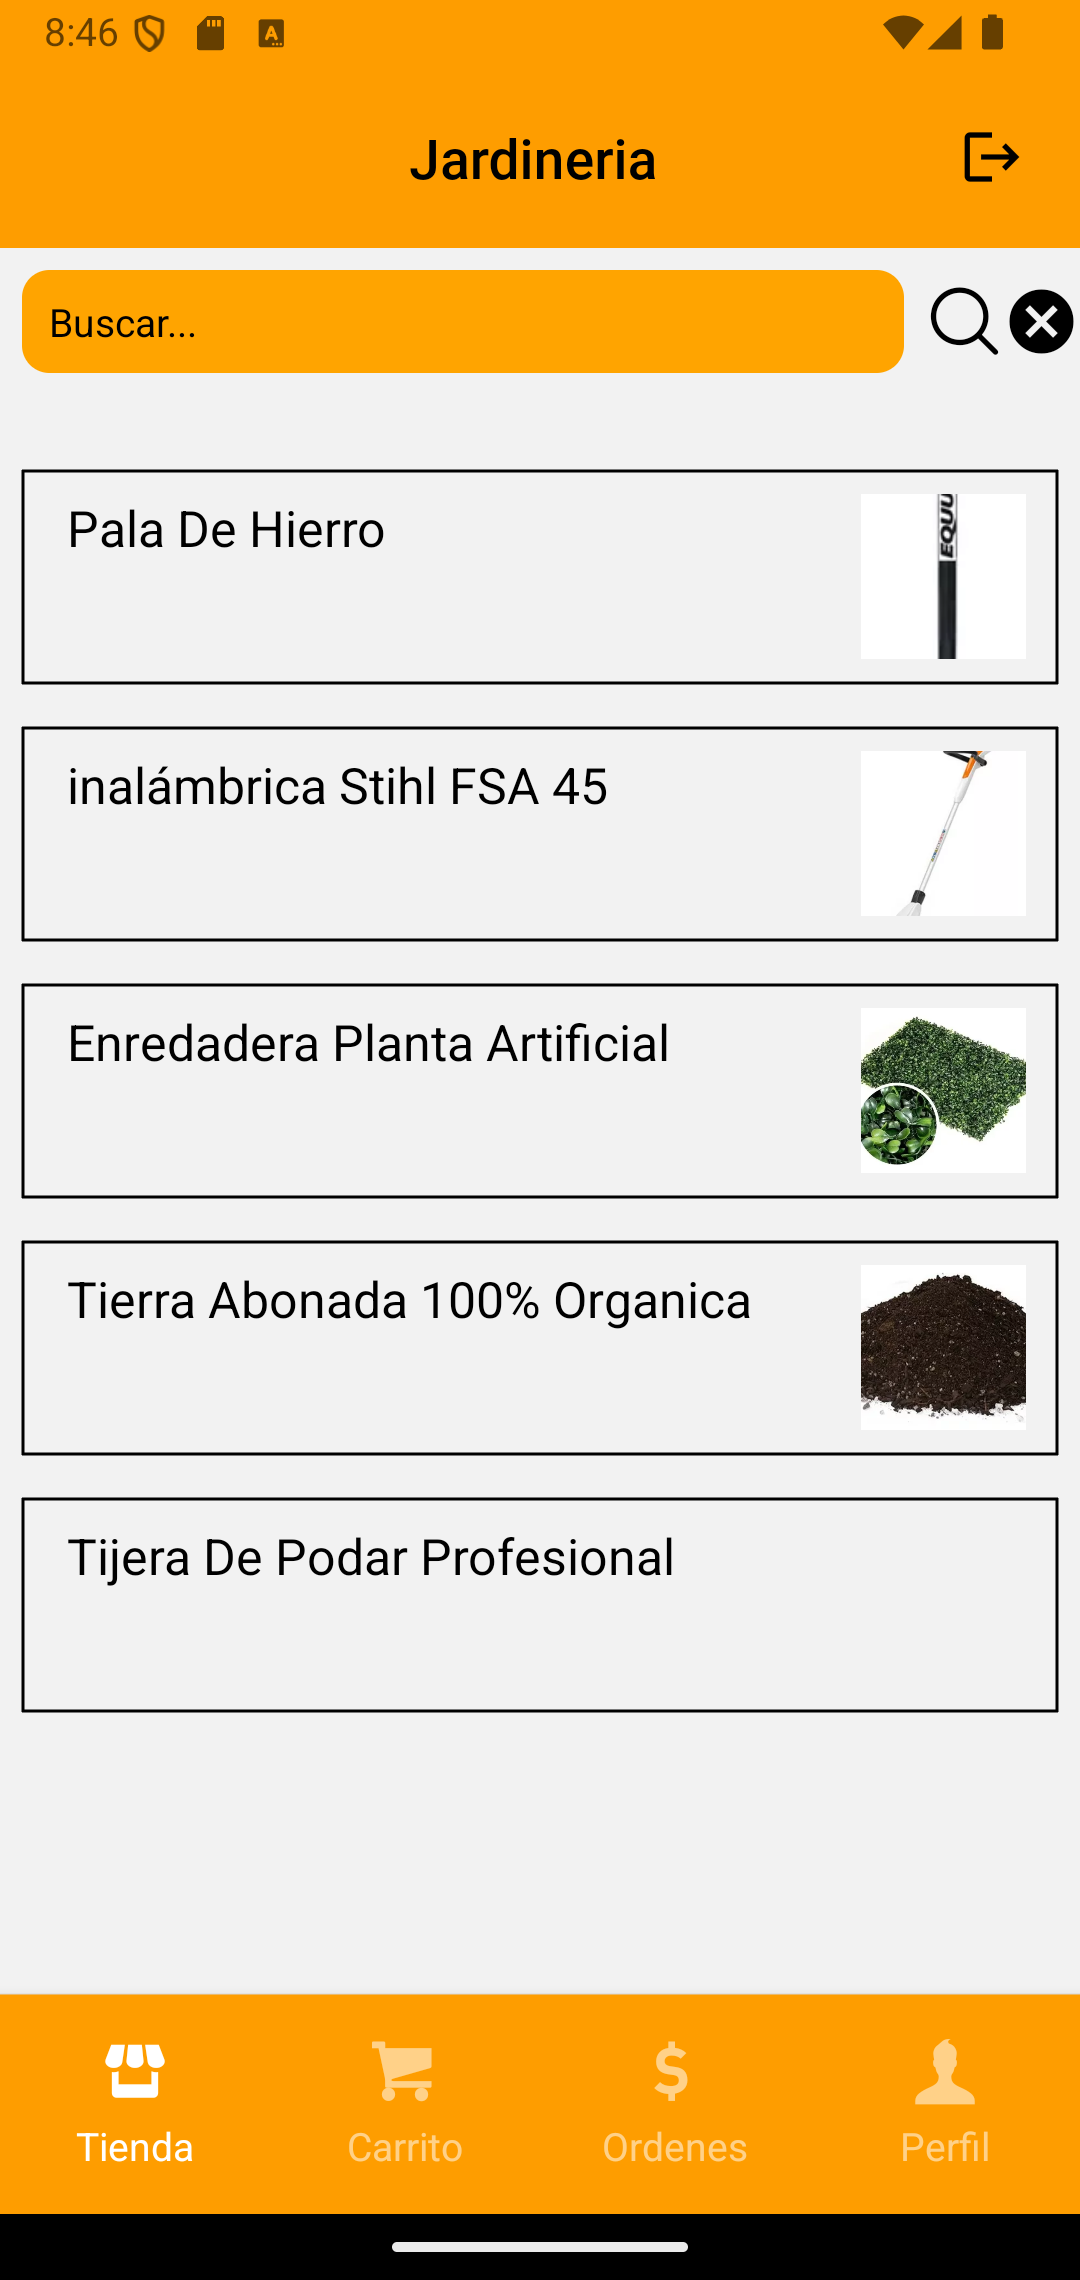 8:46
Jardineria
Buscar...
Pala De Hierro
EQUU
inalámbrica Stihl FSA 45
Enredadera Planta Artificial
Tierra Abonada 100% Organica
Tijera De Podar Profesional
Tienda
Carrito
Ordenes
Perfil